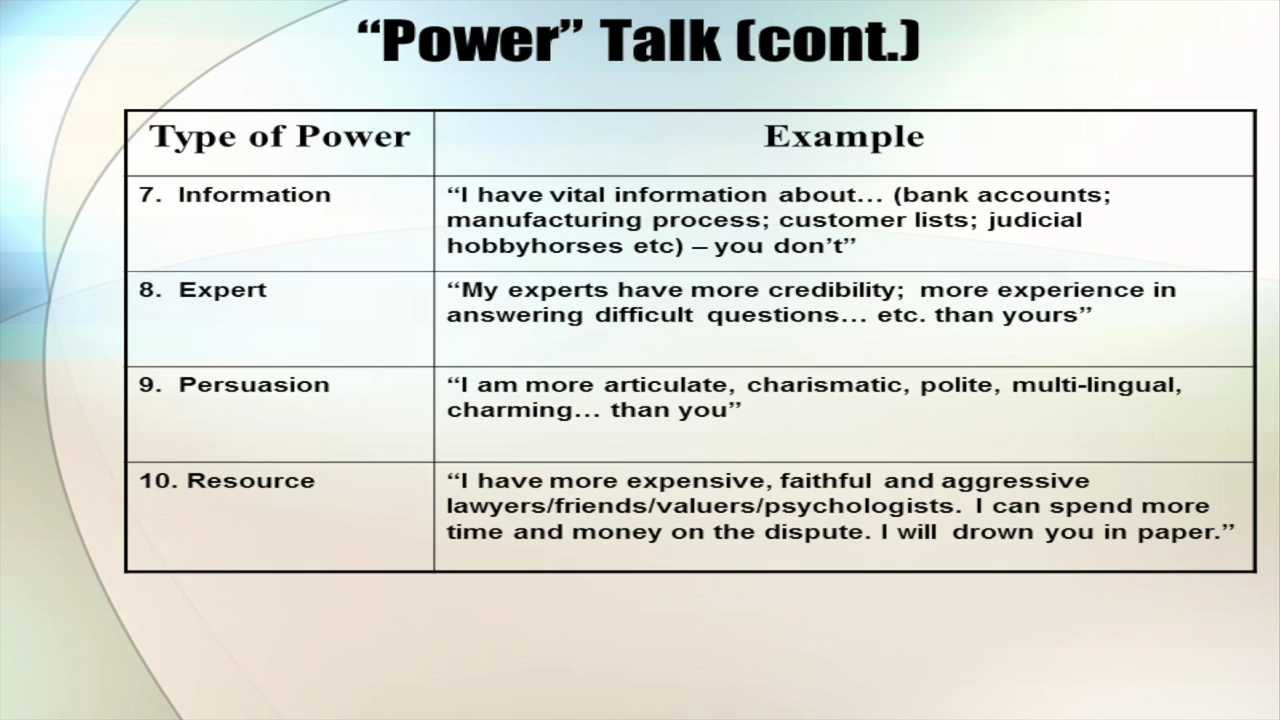 “Power” Talk (cont.)
Type of Power
Example
7. Information
“I have vital information about… (bank accounts;
manufacturing process; customer lists; judicial
hobbyhorses etc) – you don’t”
8. Expert
“My experts have more credibility; more experience in
answering difficult questions… etc. than yours”
9. Persuasion
“I am more articulate, charismatic, polite, multi-lingual,
charming… than you”
10. Resource
“I have more expensive, faithful and aggressive
lawyers/friends/valuers/psychologists. I can spend more
time and money on the dispute. I will drown you in paper.”